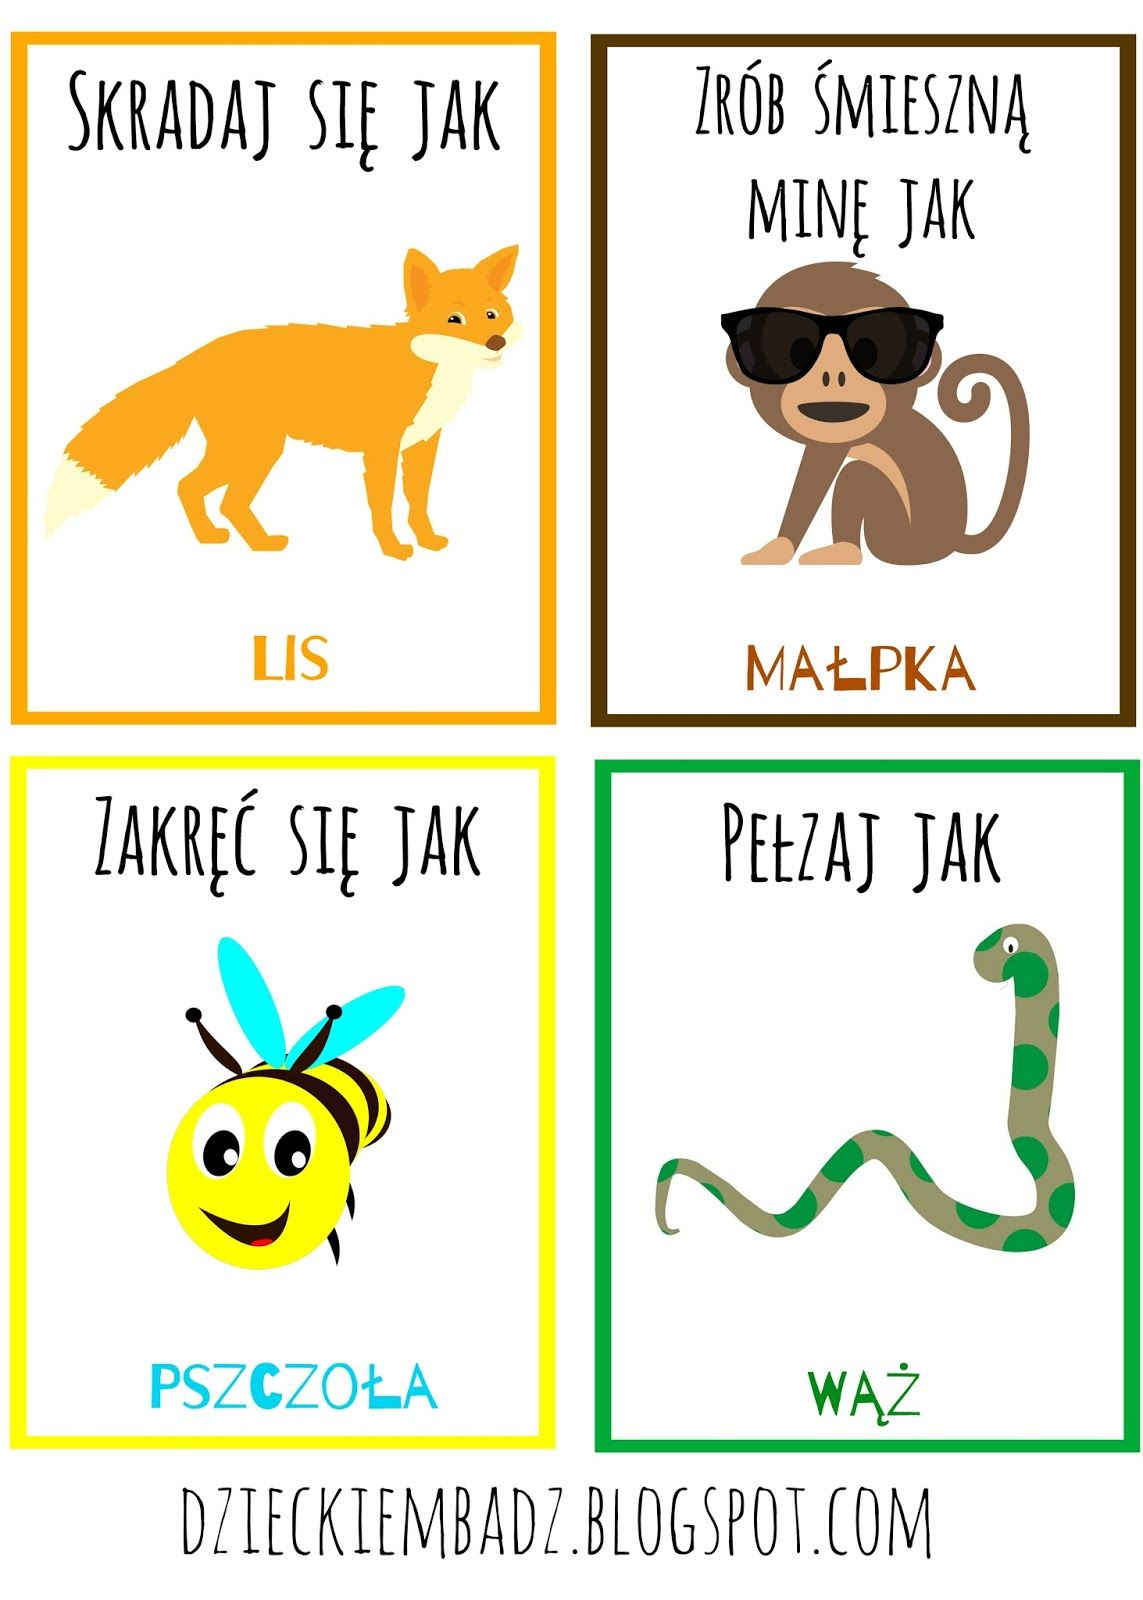 Skradaj się jak
LIS
Zrób śmieszną
minę jak
MAŁPKA
Zakręć się jak
PSZCZOŁA
Pełzaj jak
WĄŻ
dzieckiembadz.blogspot.com